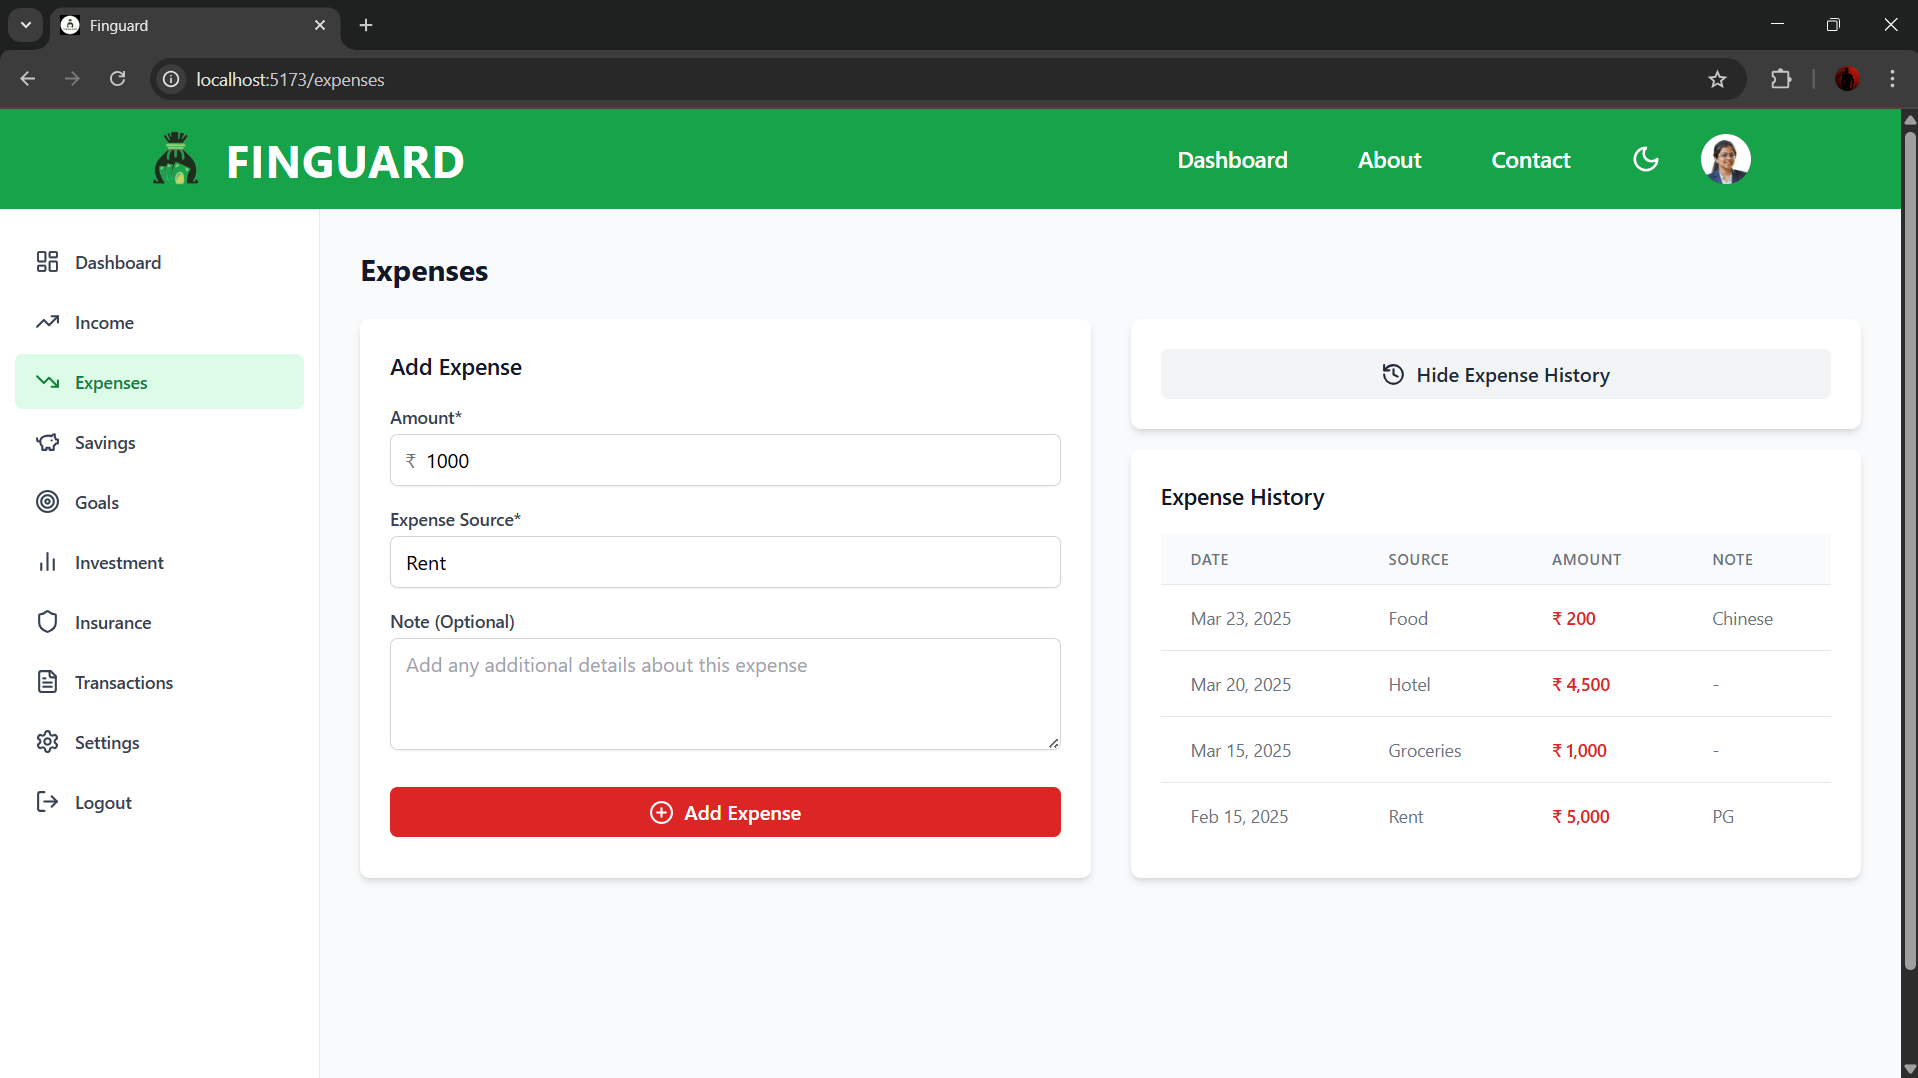 Finguard
localhost:5173/expenses
FINGUARD
Dashboard
About
Contact
Dashboard
Income
Expenses
Savings
Goals
Investment
Insurance
Transactions
Settings
Logout
Expenses
Add Expense
Amount*
₹ 1000
Expense Source*
Rent
Note (Optional)
Add any additional details about this expense
Add Expense
Hide Expense History
Expense History
DATE SOURCE AMOUNT NOTE
Mar 23, 2025 Food ₹ 200 Chinese
Mar 20, 2025 Hotel ₹ 4,500 -
Mar 15, 2025 Groceries ₹ 1,000 -
Feb 15, 2025 Rent ₹ 5,000 PG